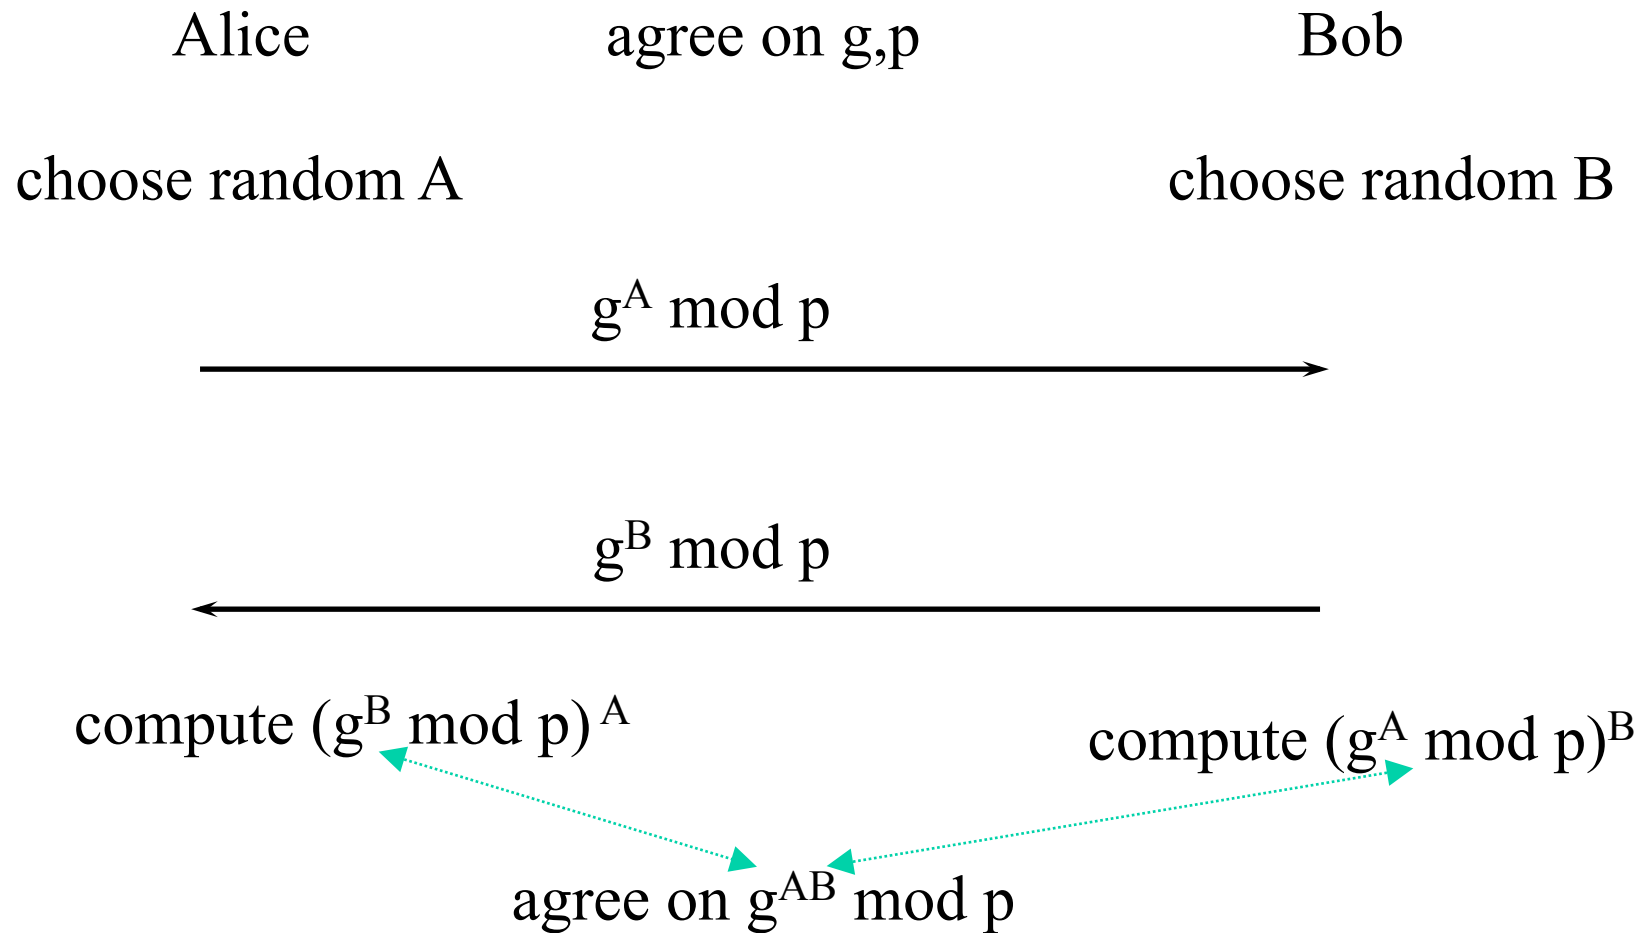 Alice agree on g,p Bob
choose random A choose random B
g^A mod p
g^B mod p
compute (g^B mod p)^A
compute (g^A mod p)^B
agree on g^AB mod p